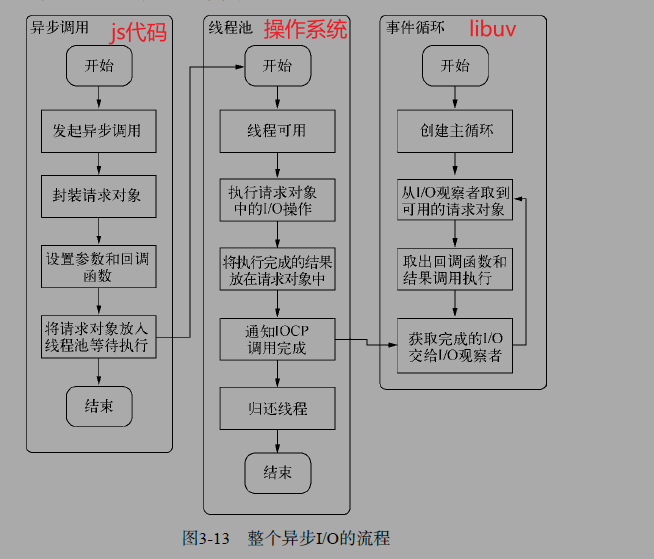 异步调用
js代码
开始
发起异步调用
封装请求对象
设置参数和回调
函数
将请求对象放入
线程池等待执行
结束
线程池
操作系统
开始
线程可用
执行请求对象
中的I/O操作
将执行完成的结果
放在请求对象中
通知IOCP
调用完成
归还线程
结束
事件循环
libuv
开始
创建主循环
从I/O观察者取到
可用的请求对象
取出回调函数和
结果调用执行
获取完成的I/O
交给I/O观察者
图3-13 整个异步I/O的流程